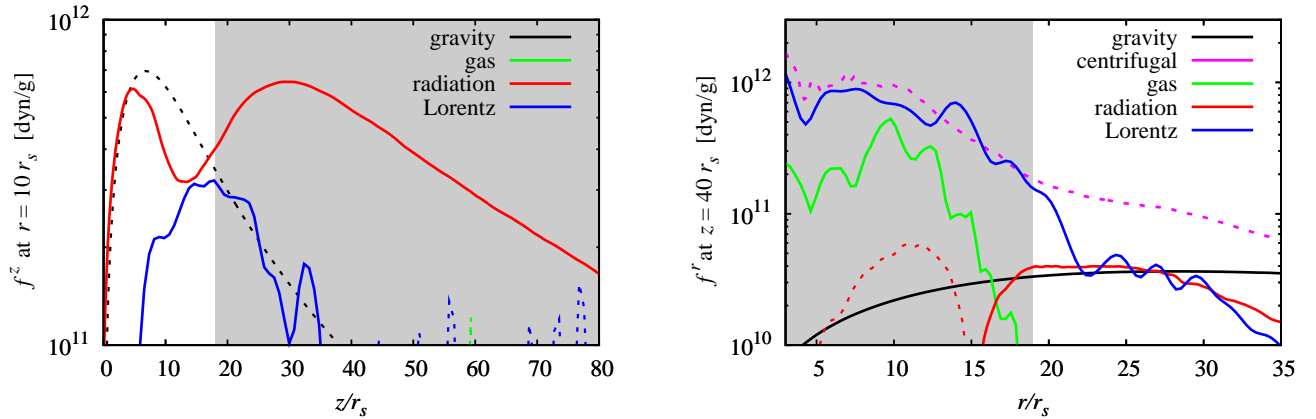 10^12
10^11
f^z at r = 10 r_s [dyn/g]
gravity
gas
radiation
Lorentz
0 10 20 30 40 50 60 70 80
z/r_s
10^12
10^11
10^10
f^r at z = 40 r_s [dyn/g]
gravity
centrifugal
gas
radiation
Lorentz
5 10 15 20 25 30 35
r/r_s